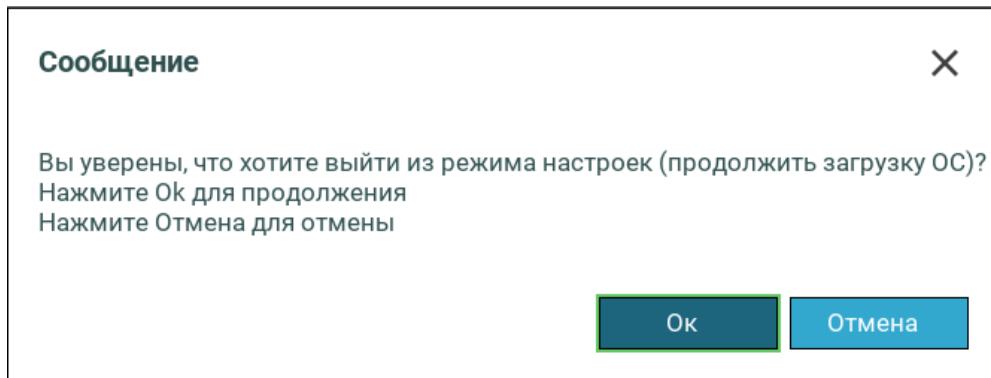 Сообщение
Вы уверены, что хотите выйти из режима настроек (продолжить загрузку ОС)?
Нажмите Ok для продолжения
Нажмите Отмена для отмены
Ок
Отмена